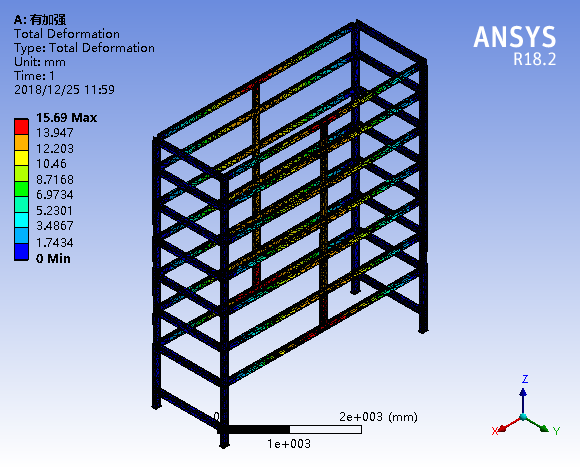 A: 有加强
Total Deformation
Type: Total Deformation
Unit: mm
Time: 1
2018/12/25 11:59
ANSYS
R18.2
15.69 Max
13.947
12.203
10.46
8.7168
6.9734
5.2301
3.4867
1.7434
0 Min
0
2e+003 (mm)
1e+003
Z
X
Y